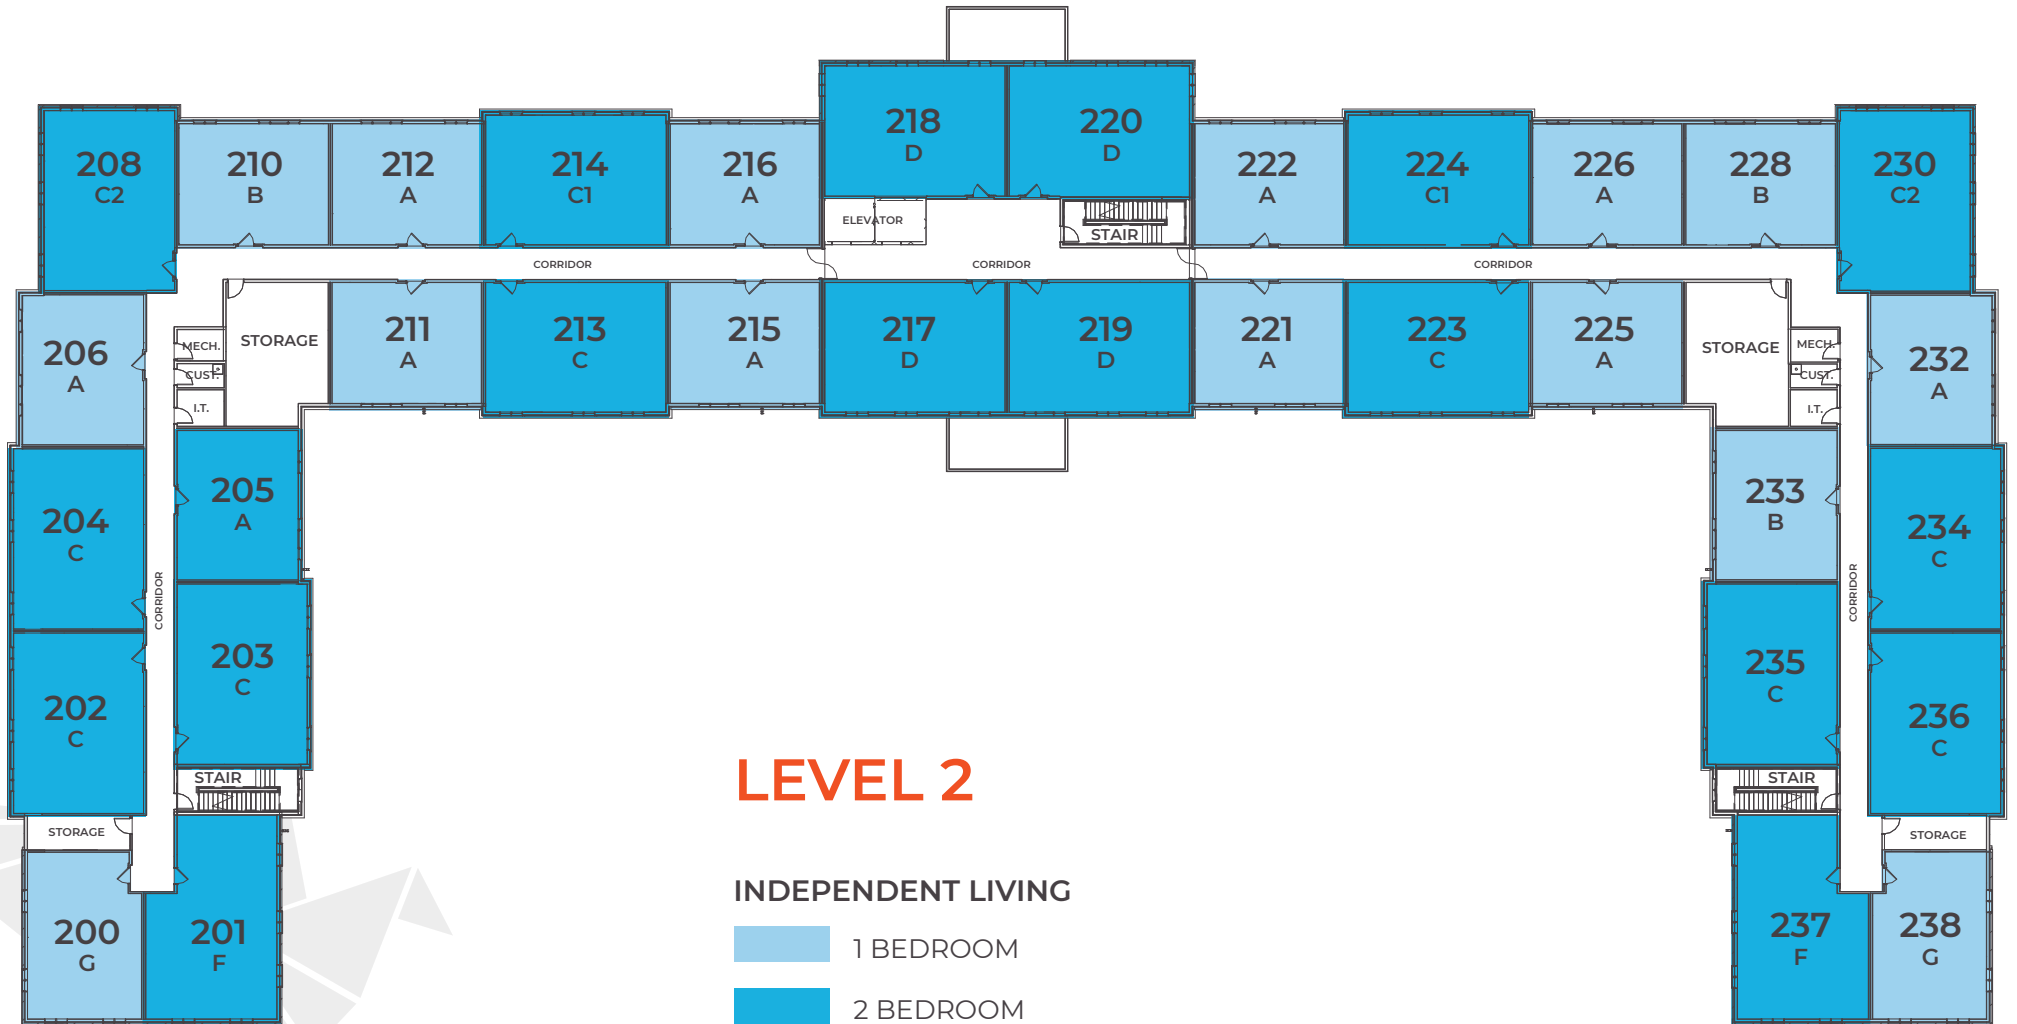 218
D
220
D
208
C2
210
B
212
A
214
C1
216
A
222
A
224
C1
226
A
228
B
230
C2
ELEVATOR
STAIR
CORRIDOR
CORRIDOR
CORRIDOR
206
A
MECH.
CUST.
I.T.
STORAGE
211
A
213
C
215
A
217
D
219
D
221
A
223
C
225
A
STORAGE
MECH.
CUST.
I.T.
232
A
204
C
205
A
233
B
234
C
CORRIDOR
CORRIDOR
202
C
203
C
235
C
236
C
STAIR
STAIR
STORAGE
STORAGE
200
G
201
F
237
F
238
G
LEVEL 2
INDEPENDENT LIVING
1 BEDROOM
2 BEDROOM